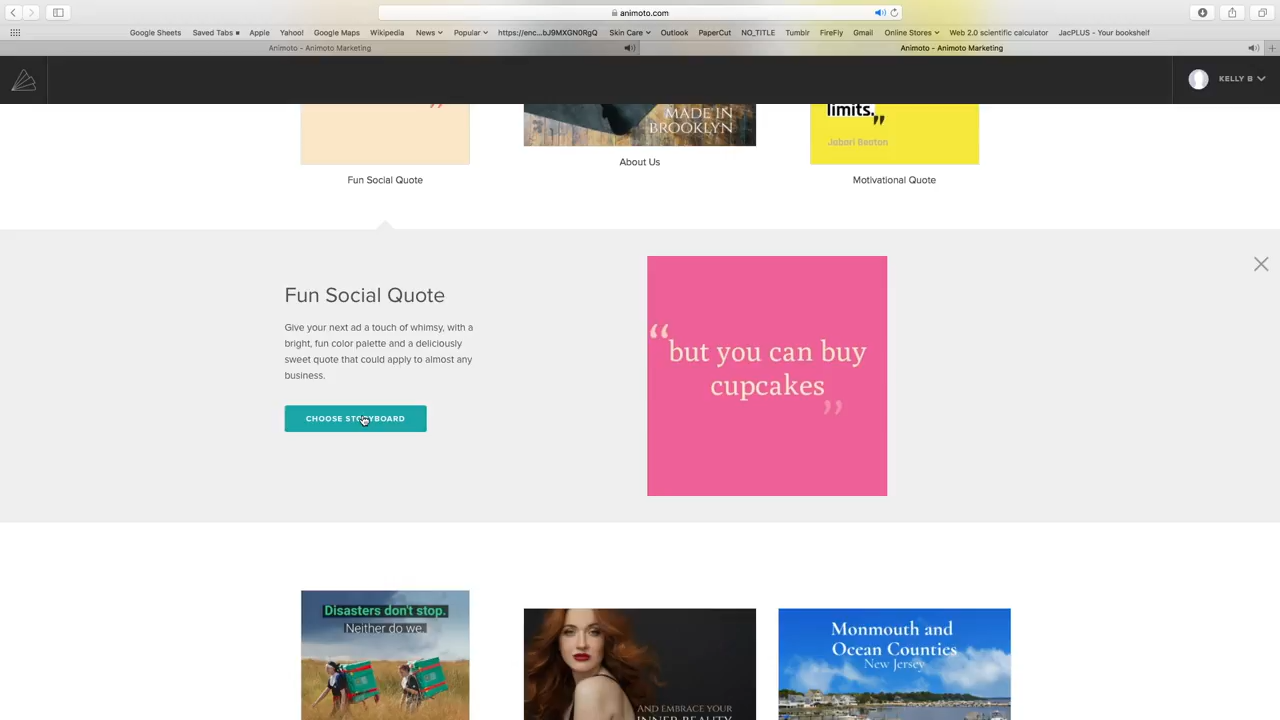 animoto.com
Google Sheets Saved Tabs Apple Yahoo! Google Maps Wikipedia News Popular https://enc...bJ9MXGN0RgQ Skin Care Outlook PaperCut NO_TITLE Tumblr FireFly Gmail Online Stores Web 2.0 scientific calculator JacPLUS - Your bookshelf
Animoto - Animoto Marketing Animoto - Animoto Marketing
KELLY B
MADE IN
BROOKLYN
limits.”
Jabari Beaton
About Us
Fun Social Quote
Motivational Quote
Fun Social Quote
Give your next ad a touch of whimsy, with a
bright, fun color palette and a deliciously
sweet quote that could apply to almost any
business.
CHOOSE STORYBOARD
“but you can buy
cupcakes”
Disasters don't stop.
Neither do we.
AND EMBRACE YOUR
INNER BEAUTY
Monmouth and
Ocean Counties
New Jersey